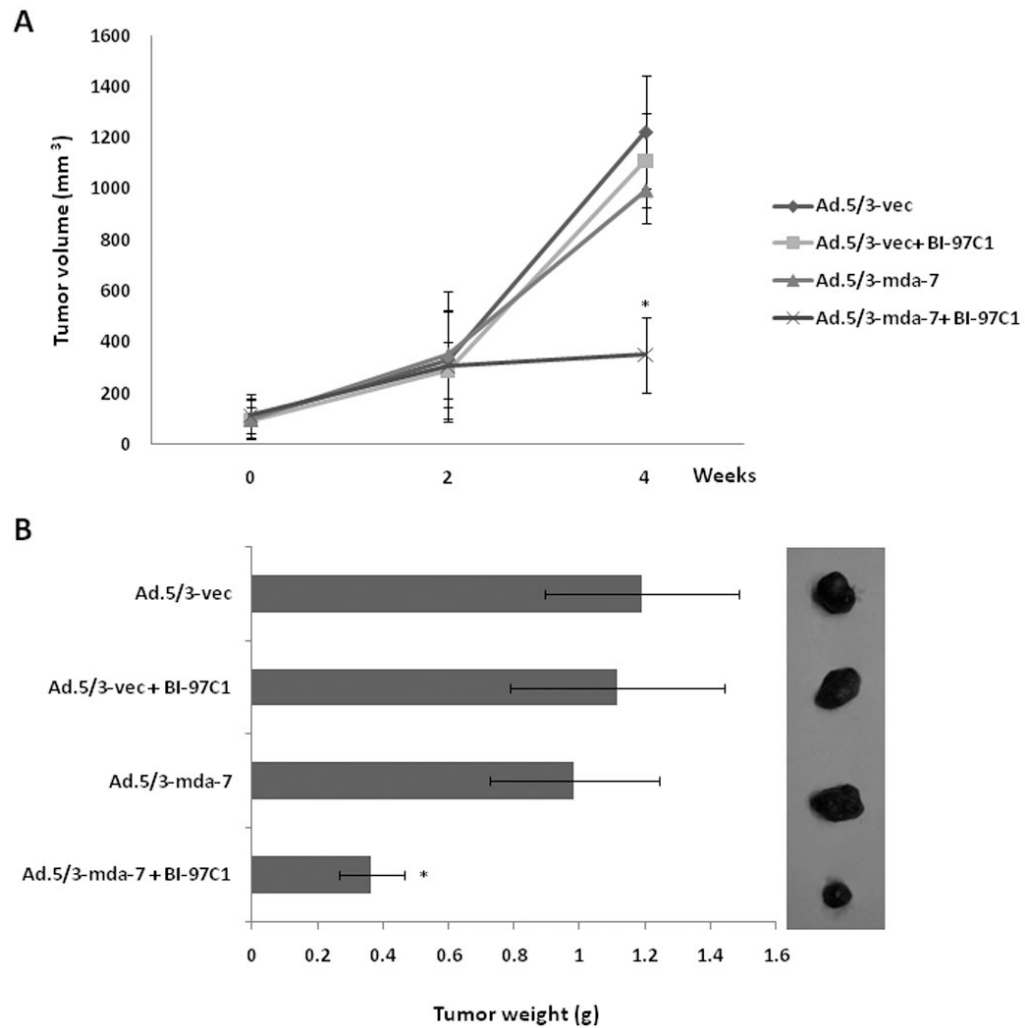 A
1600
1400
1200
1000
800
600
400
200
0
Tumor volume (mm 3)
*
0 2 4 Weeks
Ad.5/3-vec
Ad.5/3-vec+BI-97C1
Ad.5/3-mda-7
Ad.5/3-mda-7+BI-97C1
B
Ad.5/3-vec
Ad.5/3-vec + BI-97C1
Ad.5/3-mda-7
Ad.5/3-mda-7 + BI-97C1
*
0 0.2 0.4 0.6 0.8 1 1.2 1.4 1.6
Tumor weight (g)